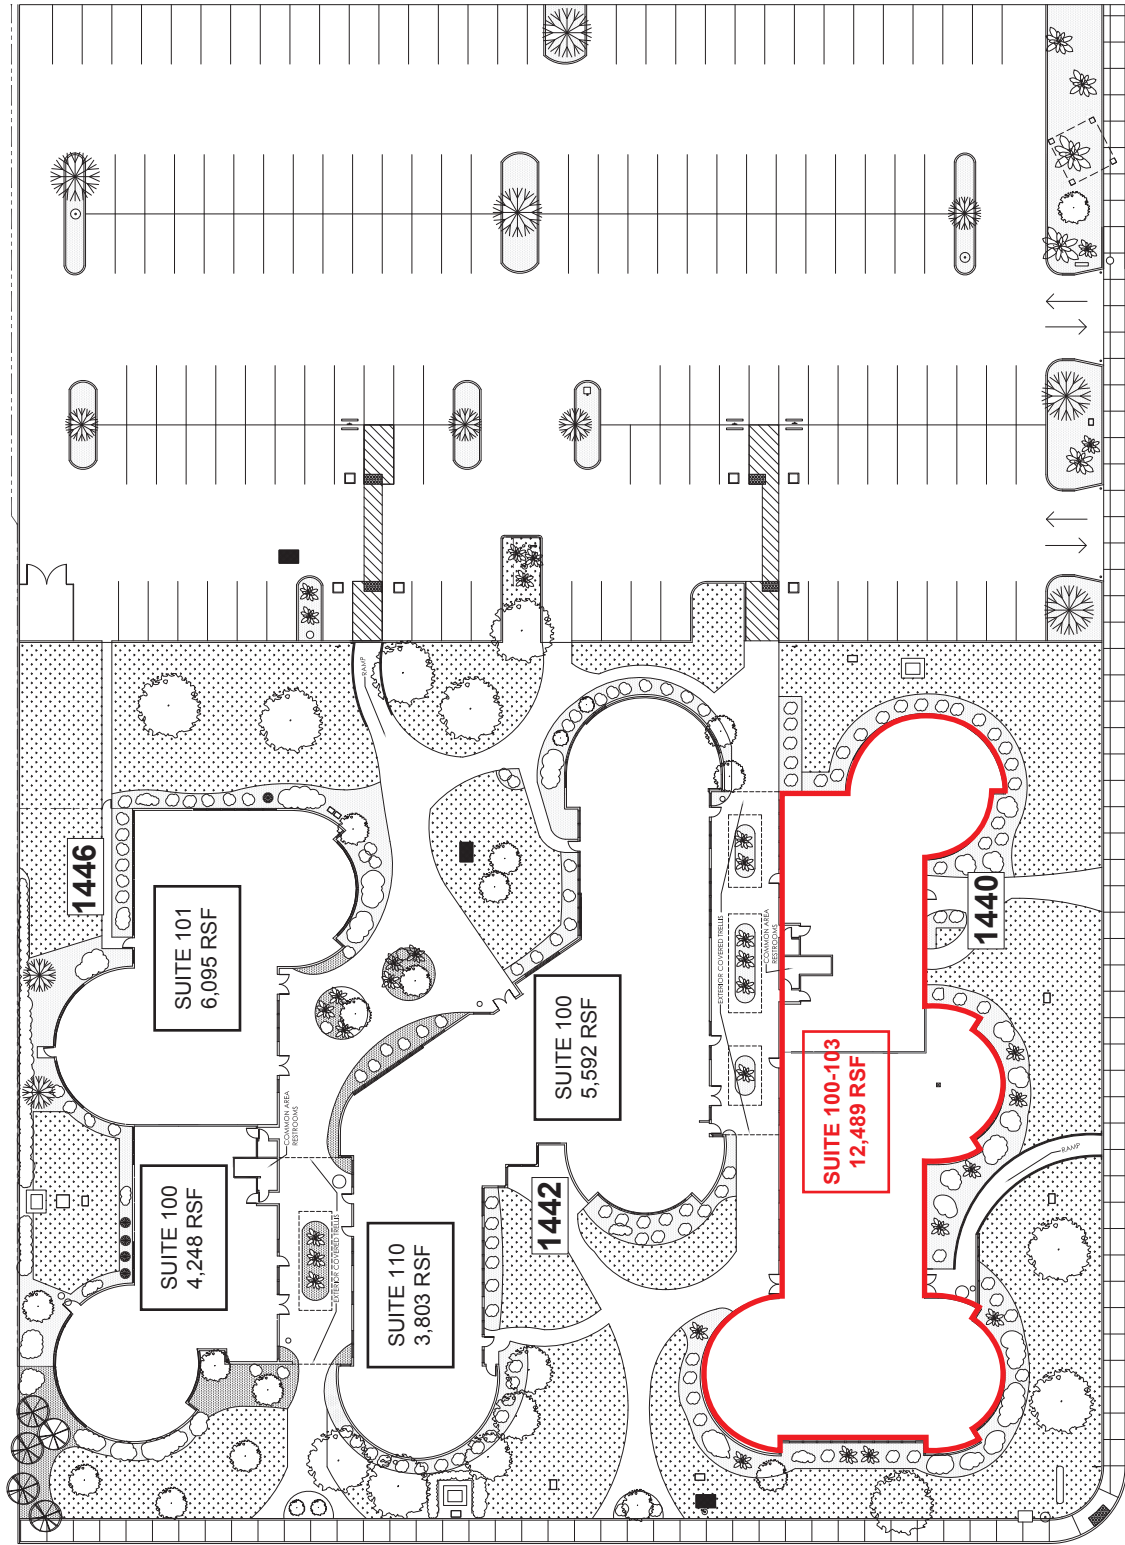 1446
SUITE 101
6,095 RSF
SUITE 100
4,248 RSF
COMMON AREA
RESTROOMS
EXTERIOR COVERED TRELLIS
RAMP
SUITE 110
3,803 RSF
1442
SUITE 100
5,592 RSF
EXTERIOR COVERED TRELLIS
COMMON AREA
RESTROOMS
SUITE 100-103
12,489 RSF
1440
RAMP